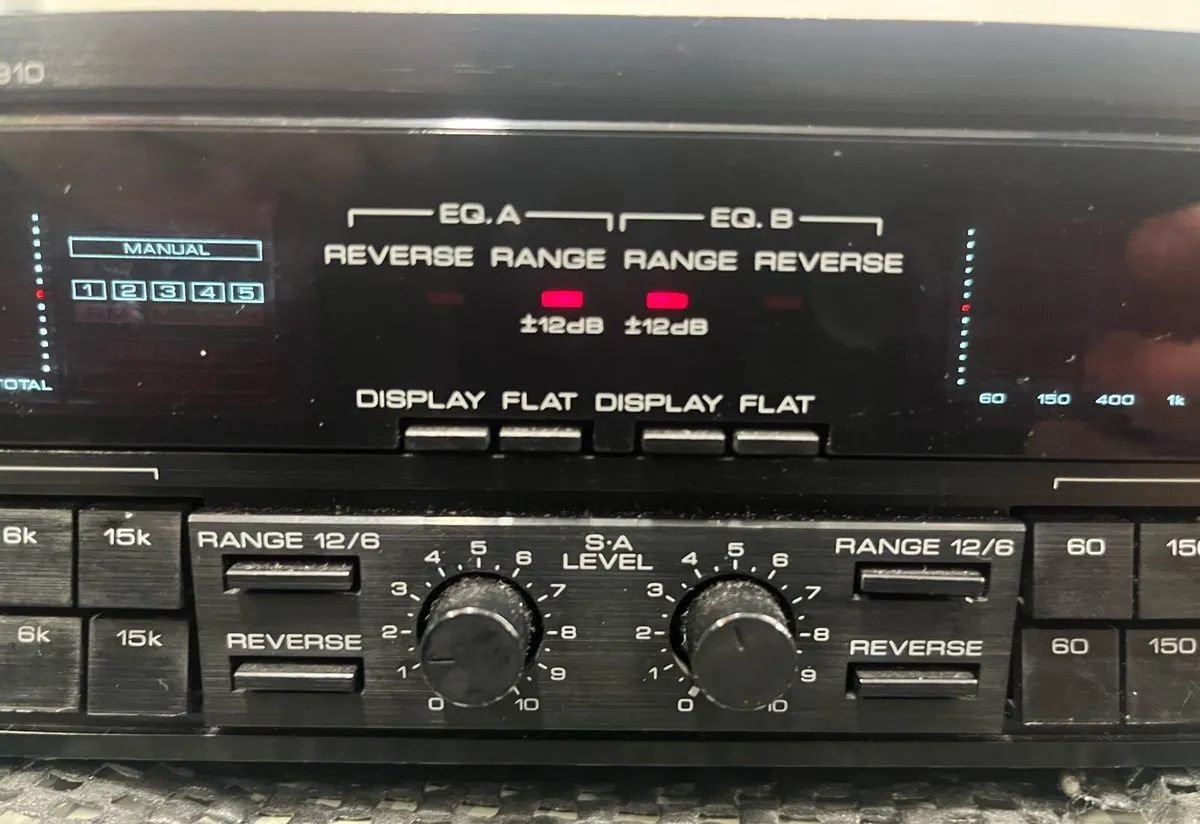 910
EQ. A EQ. B
REVERSE RANGE RANGE REVERSE
±12dB ±12dB
MANUAL
1 2 3 4 5
TOTAL
60 150 400 1k
DISPLAY FLAT DISPLAY FLAT
6k 15k
RANGE 12/6
S·A
LEVEL
RANGE 12/6
60 150
0 1 2 3 4 5 6 7 8 9 10
0 1 2 3 4 5 6 7 8 9 10
6k 15k
REVERSE
REVERSE
60 150